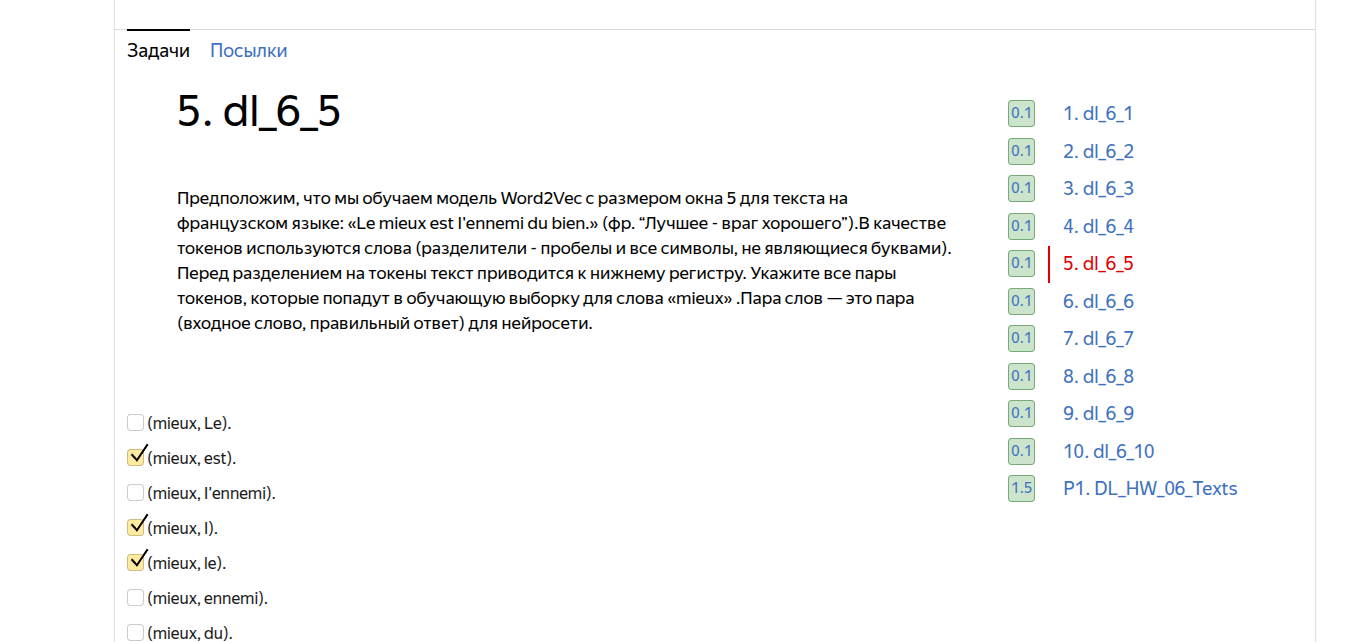 Задачи Посылки
5. dl_6_5
Предположим, что мы обучаем модель Word2Vec с размером окна 5 для текста на
французском языке: «Le mieux est l'ennemi du bien.» (фр. “Лучшее - враг хорошего”).В качестве
токенов используются слова (разделители - пробелы и все символы, не являющиеся буквами).
Перед разделением на токены текст приводится к нижнему регистру. Укажите все пары
токенов, которые попадут в обучающую выборку для слова «mieux» .Пара слов — это пара
(входное слово, правильный ответ) для нейросети.
(mieux, Le).
(mieux, est).
(mieux, l'ennemi).
(mieux, l).
(mieux, le).
(mieux, ennemi).
(mieux, du).
0.1 1. dl_6_1
0.1 2. dl_6_2
0.1 3. dl_6_3
0.1 4. dl_6_4
0.1 5. dl_6_5
0.1 6. dl_6_6
0.1 7. dl_6_7
0.1 8. dl_6_8
0.1 9. dl_6_9
0.1 10. dl_6_10
1.5 P1. DL_HW_06_Texts